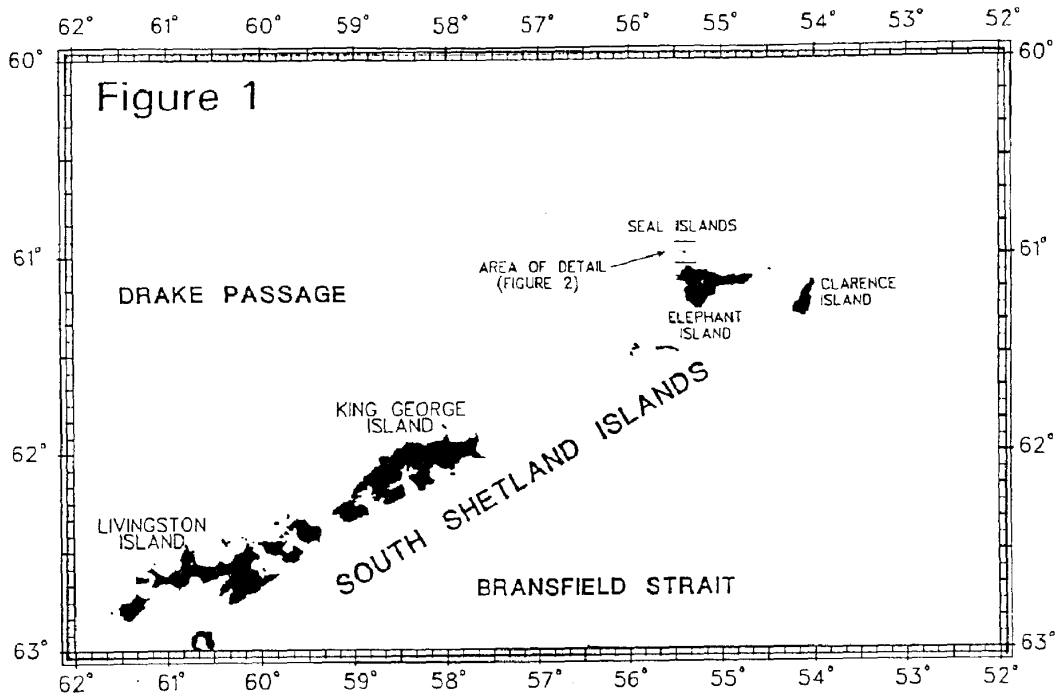 62° 61° 60° 59° 58° 57° 56° 55° 54° 53° 52°
60° 60°
Figure 1
SEAL ISLANDS
61° 61°
AREA OF DETAIL
(FIGURE 2)
DRAKE PASSAGE
CLARENCE
ISLAND
ELEPHANT
ISLAND
KING GEORGE
ISLAND
62° 62°
SOUTH SHETLAND ISLANDS
LIVINGSTON
ISLAND
BRANSFIELD STRAIT
63° 63°
62° 61° 60° 59° 58° 57° 56° 55° 54° 53° 52°